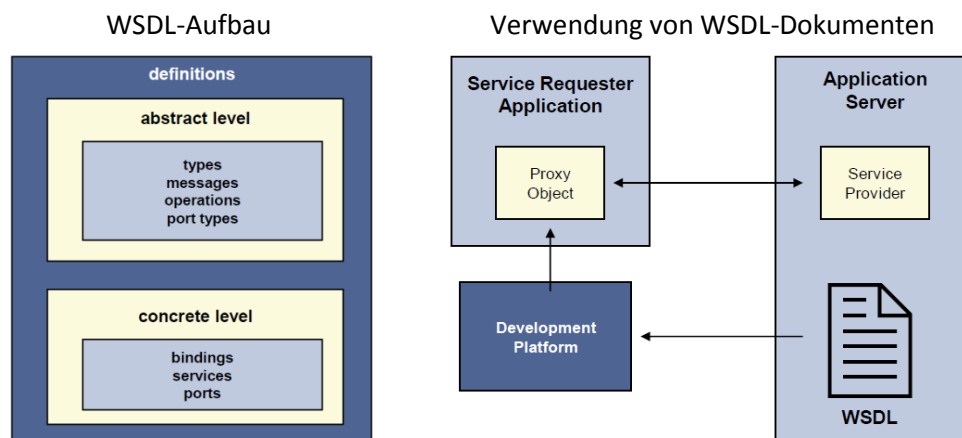 WSDL-Aufbau
definitions
abstract level
types
messages
operations
port types
concrete level
bindings
services
ports
Verwendung von WSDL-Dokumenten
Service Requester
Application
Proxy
Object
Development
Platform
Application
Server
Service
Provider
WSDL